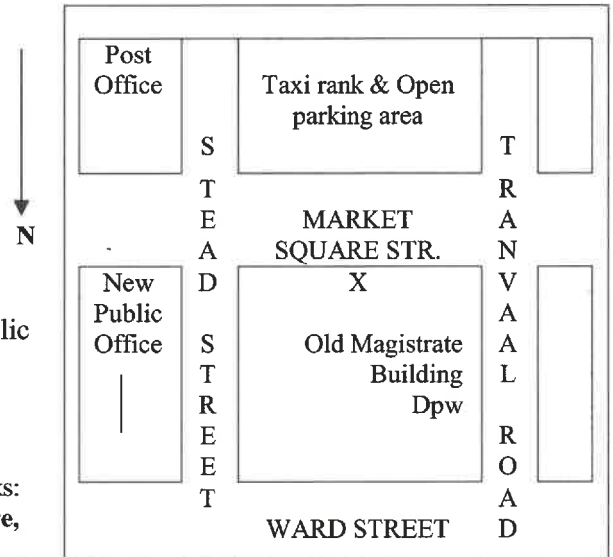 Post
Office
Taxi rank & Open
parking area
STEAD STREET
TRANVAAL ROAD
N
MARKET
SQUARE STR.
X
New
Public
Office
Old Magistrate
Building
Dpw
WARD STREET
lic
ks:
re,